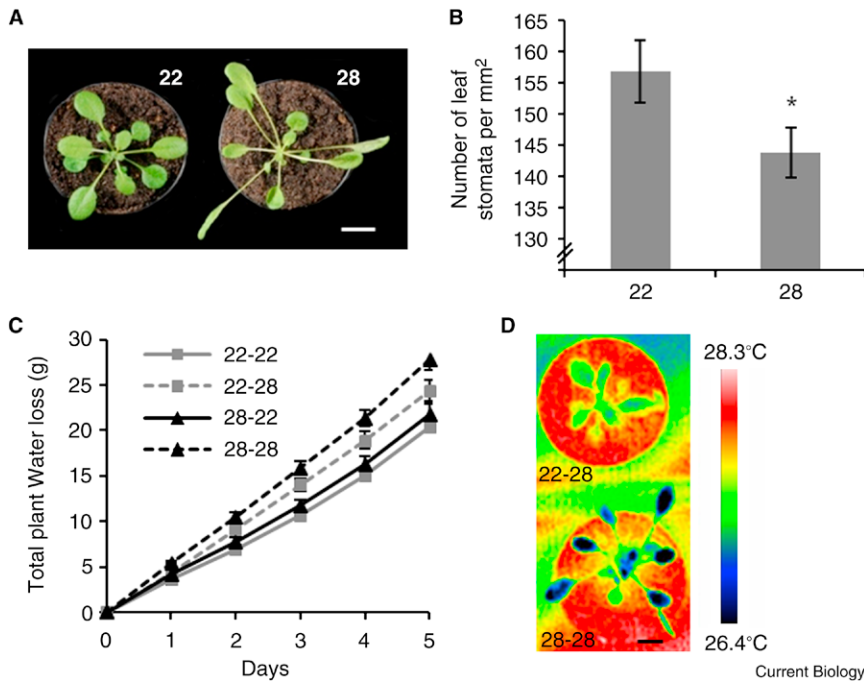 A
22
28
B
Number of leaf
stomata per mm²
165
160
155
150
145
140
135
130
*
22
28
C
Total plant Water loss (g)
30
25
20
15
10
5
0
22-22
22-28
28-22
28-28
0 1 2 3 4 5
Days
D
22-28
28-28
28.3°C
26.4°C
Current Biology